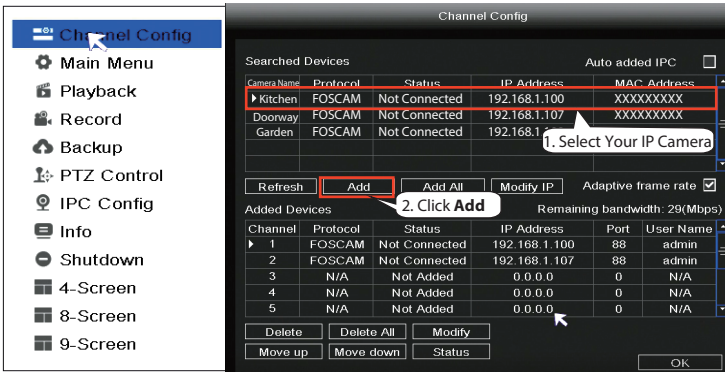 Channel Config
Main Menu
Playback
Record
Backup
PTZ Control
IPC Config
Info
Shutdown
4-Screen
8-Screen
9-Screen
Channel Config
Searched Devices Auto added IPC
Camera Name Protocol Status IP Address MAC Address
Kitchen FOSCAM Not Connected 192.168.1.100 XXXXXXXXX
Doorway FOSCAM Not Connected 192.168.1.107 XXXXXXXXX
Garden FOSCAM Not Connected 192.168.1
1. Select Your IP Camera
Refresh Add Add All Modify IP Adaptive frame rate
2. Click Add
Added Devices Remaining bandwidth: 29(Mbps)
Channel Protocol Status IP Address Port User Name
1 FOSCAM Not Connected 192.168.1.100 88 admin
2 FOSCAM Not Connected 192.168.1.107 88 admin
3 N/A Not Added 0.0.0.0 0 N/A
4 N/A Not Added 0.0.0.0 0 N/A
5 N/A Not Added 0.0.0.0 0 N/A
Delete Delete All Modify
Move up Move down Status
OK